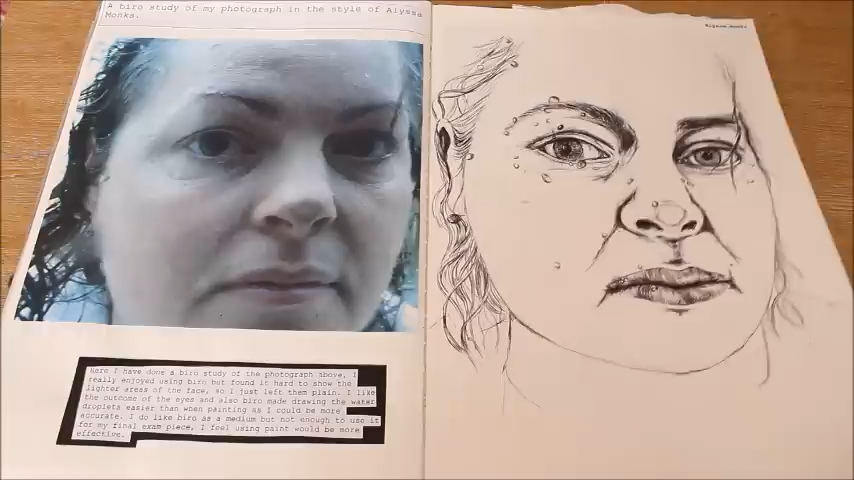 A biro study of my photograph in the style of Alyssa
Monks.
Alyssa Monks
Here I have done a biro study of the photograph above, I
really enjoyed using biro but found it hard to show the
lighter areas of the face, so I just left them plain. I like
the outcome of the eyes and also biro made drawing the water
droplets easier than when painting as I could be more
accurate. I do like biro as a medium but not enough to use it
for my final exam piece, I feel using paint would be more
effective.